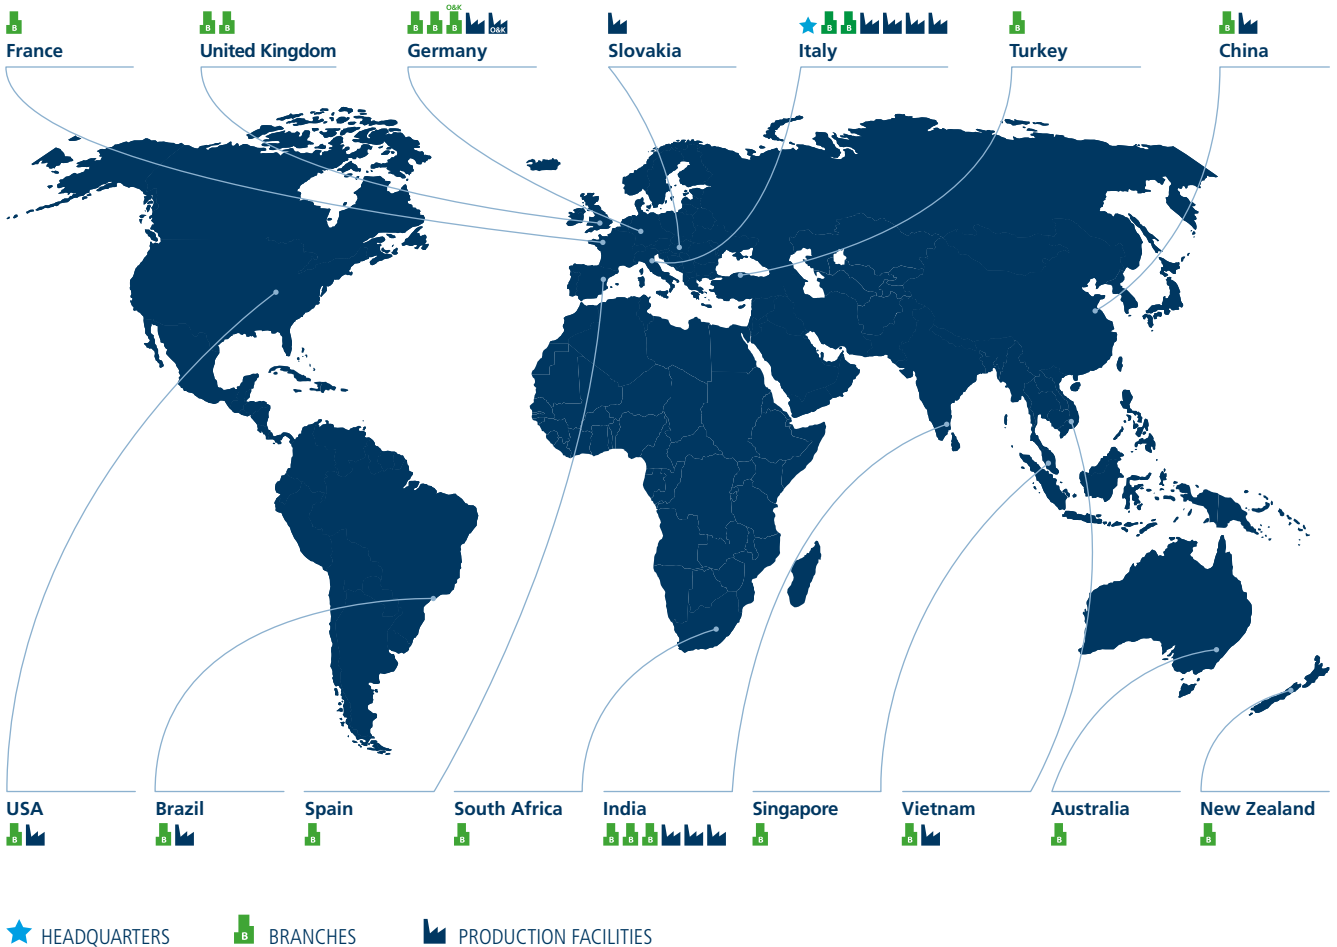 O&K
B B B B B B O&K B B B B
France United Kingdom Germany Slovakia Italy Turkey China
USA Brazil Spain South Africa India Singapore Vietnam Australia New Zealand
B B B B B B B B B B B
HEADQUARTERS B BRANCHES PRODUCTION FACILITIES